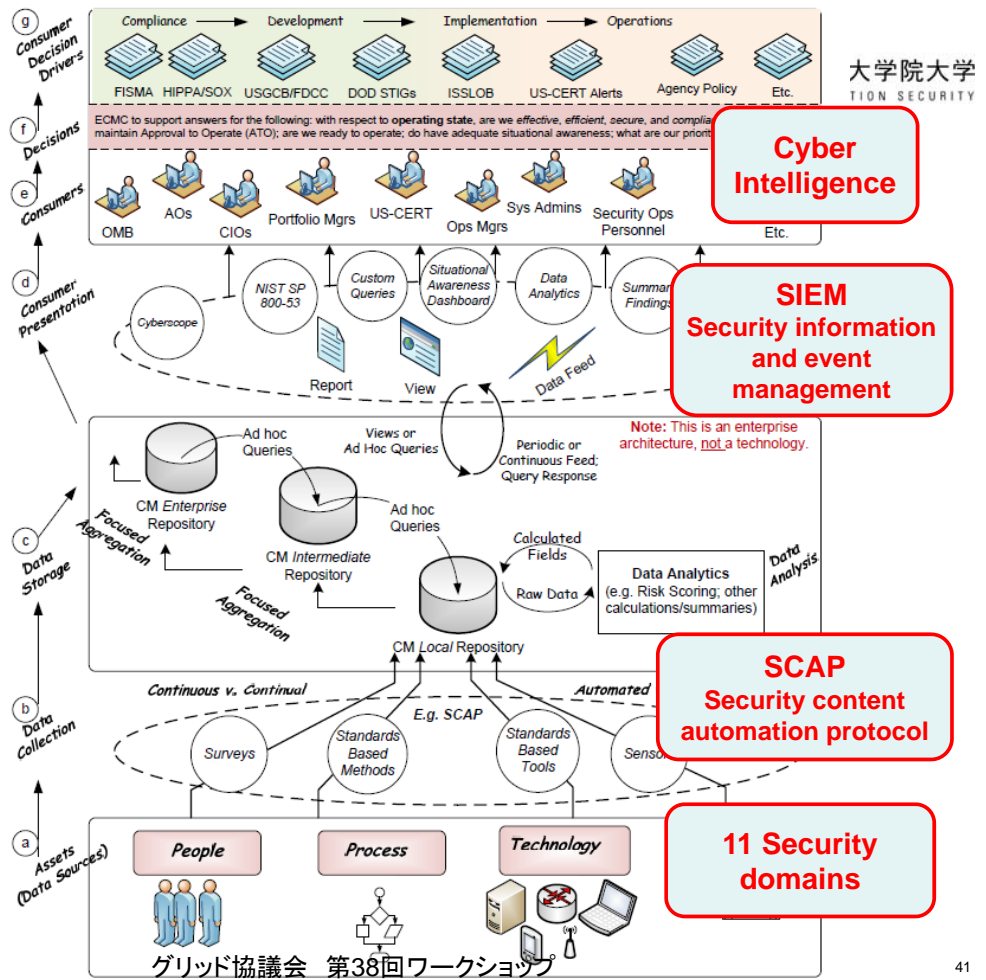 g
Consumer
Decision
Drivers
Compliance
Development
Implementation
Operations
FISMA
HIPPA/SOX
USGCB/FDCC
DOD STIGs
ISSLOB
US-CERT Alerts
Agency Policy
Etc.
大学院大学
TION SECURITY
f
Decisions
ECMC to support answers for the following: with respect to operating state, are we effective, efficient, secure, and
maintain Approval to Operate (ATO); are we ready to operate; do have adequate situational awareness; what are our
Cyber
Intelligence
e
Consumers
OMB
AOs
CIOs
Portfolio Mgrs
US-CERT
Ops Mgrs
Sys Admins
Security Ops
Personnel
Etc.
d
Consumer
Presentation
Cyberscope
NIST SP
800-53
Custom
Queries
Situational
Awareness
Dashboard
Data
Analytics
Findings
Report
View
Data Feed
SIEM
Security information
and event
management
Note: This is an enterprise
architecture, not a technology.
Ad hoc
Queries
Views or
Ad Hoc Queries
Periodic or
Continuous Feed;
Query Response
CM Enterprise
Repository
Focused
Aggregation
Ad hoc
Queries
CM Intermediate
Repository
Focused
Aggregation
c
Data
Storage
Calculated
Fields
Raw Data
Data Analytics
(e.g. Risk Scoring; other
calculations/summaries)
Data
Analysis
CM Local Repository
SCAP
Security content
automation protocol
b
Data
Collection
Continuous v. Continual
Automated
E.g. SCAP
Surveys
Standards
Based
Methods
Standards
Based
Tools
a
Assets
(Data Sources)
People
Process
Technology
11 Security
domains
グリッド協議会 第38回ワークショップ
41